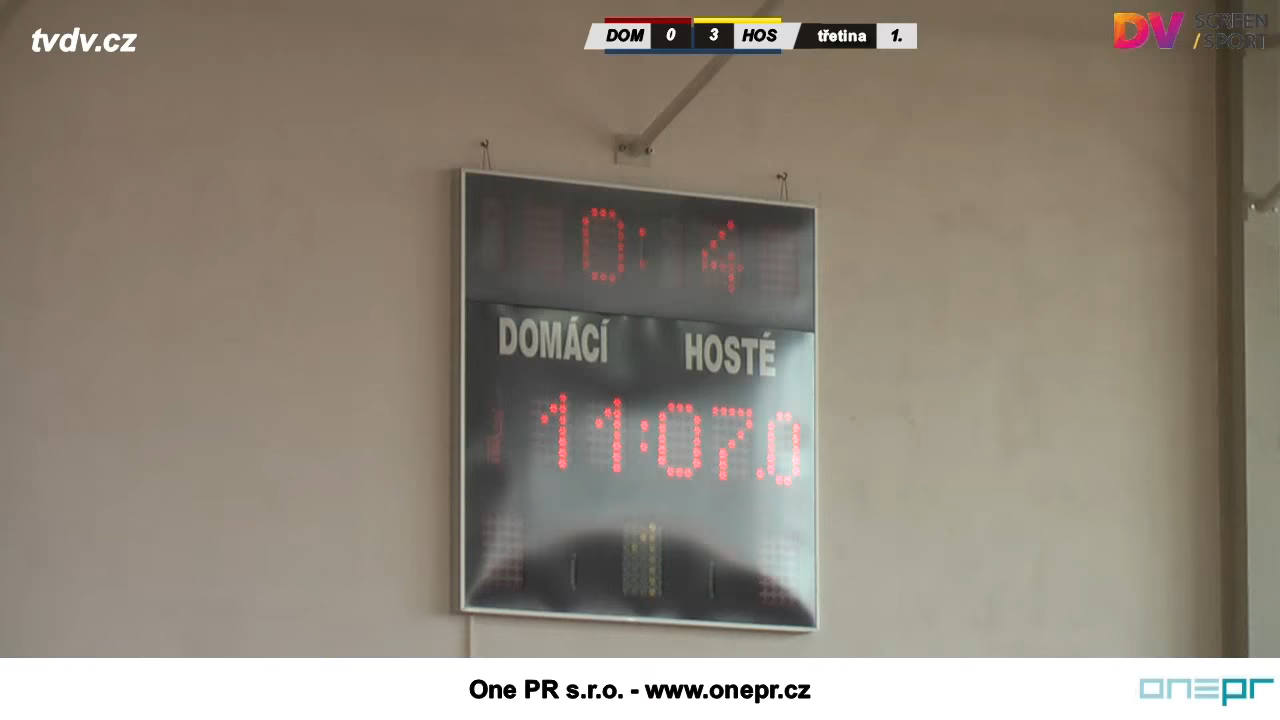 tvdv.cz
DOM 0 3 HOS třetina 1.
DV SCREEN
/SPORT
0:4
DOMÁCÍ HOSTÉ
11:07.0
1
One PR s.r.o. - www.onepr.cz
onepr